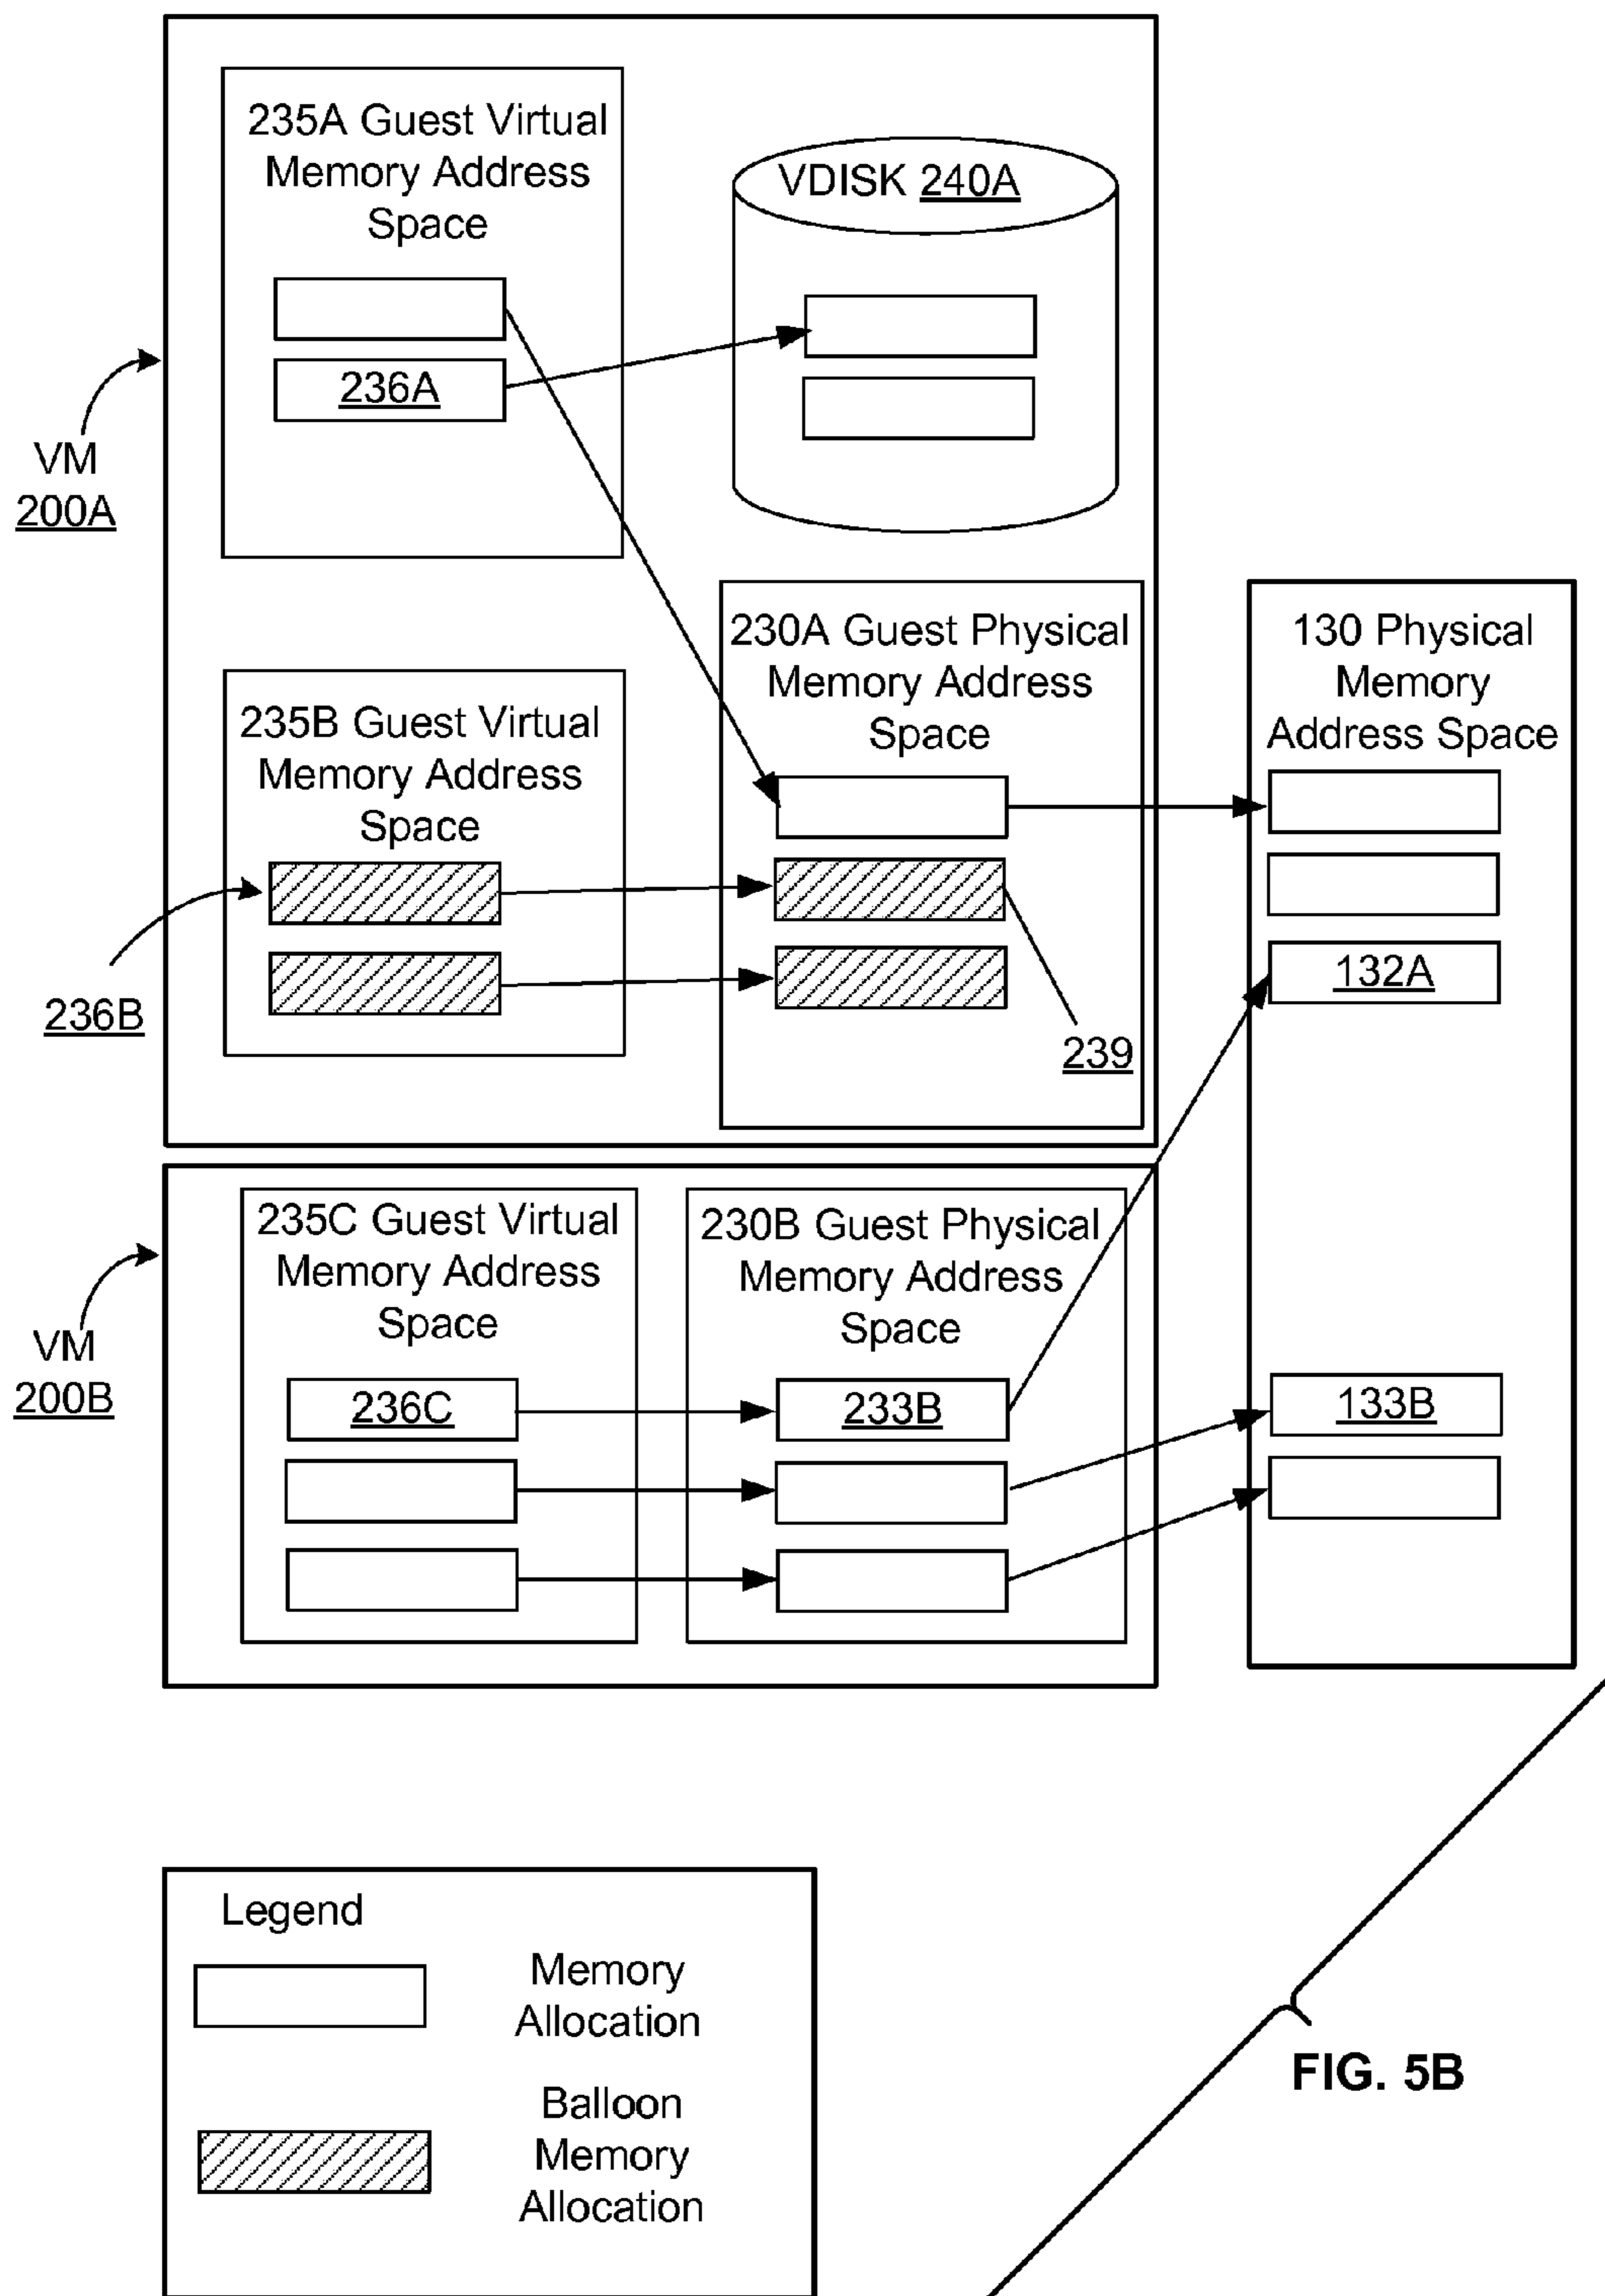 235A Guest Virtual
Memory Address
Space
VDISK 240A
236A
VM
200A
230A Guest Physical
Memory Address
Space
130 Physical
Memory
Address Space
235B Guest Virtual
Memory Address
Space
132A
236B
239
235C Guest Virtual
Memory Address
Space
230B Guest Physical
Memory Address
Space
VM
200B
236C
233B
133B
Legend
Memory
Allocation
Balloon
Memory
Allocation
FIG. 5B